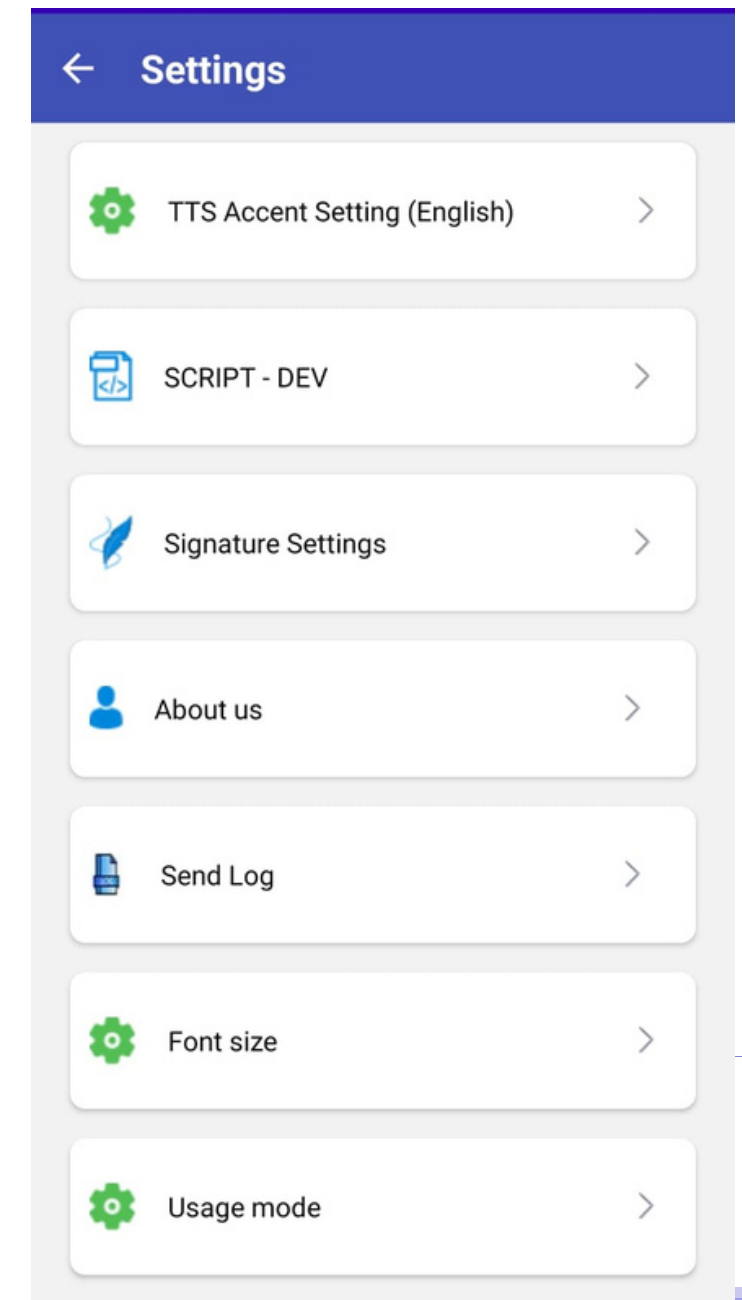 Settings
TTS Accent Setting (English)
SCRIPT - DEV
Signature Settings
About us
Send Log
Font size
Usage mode